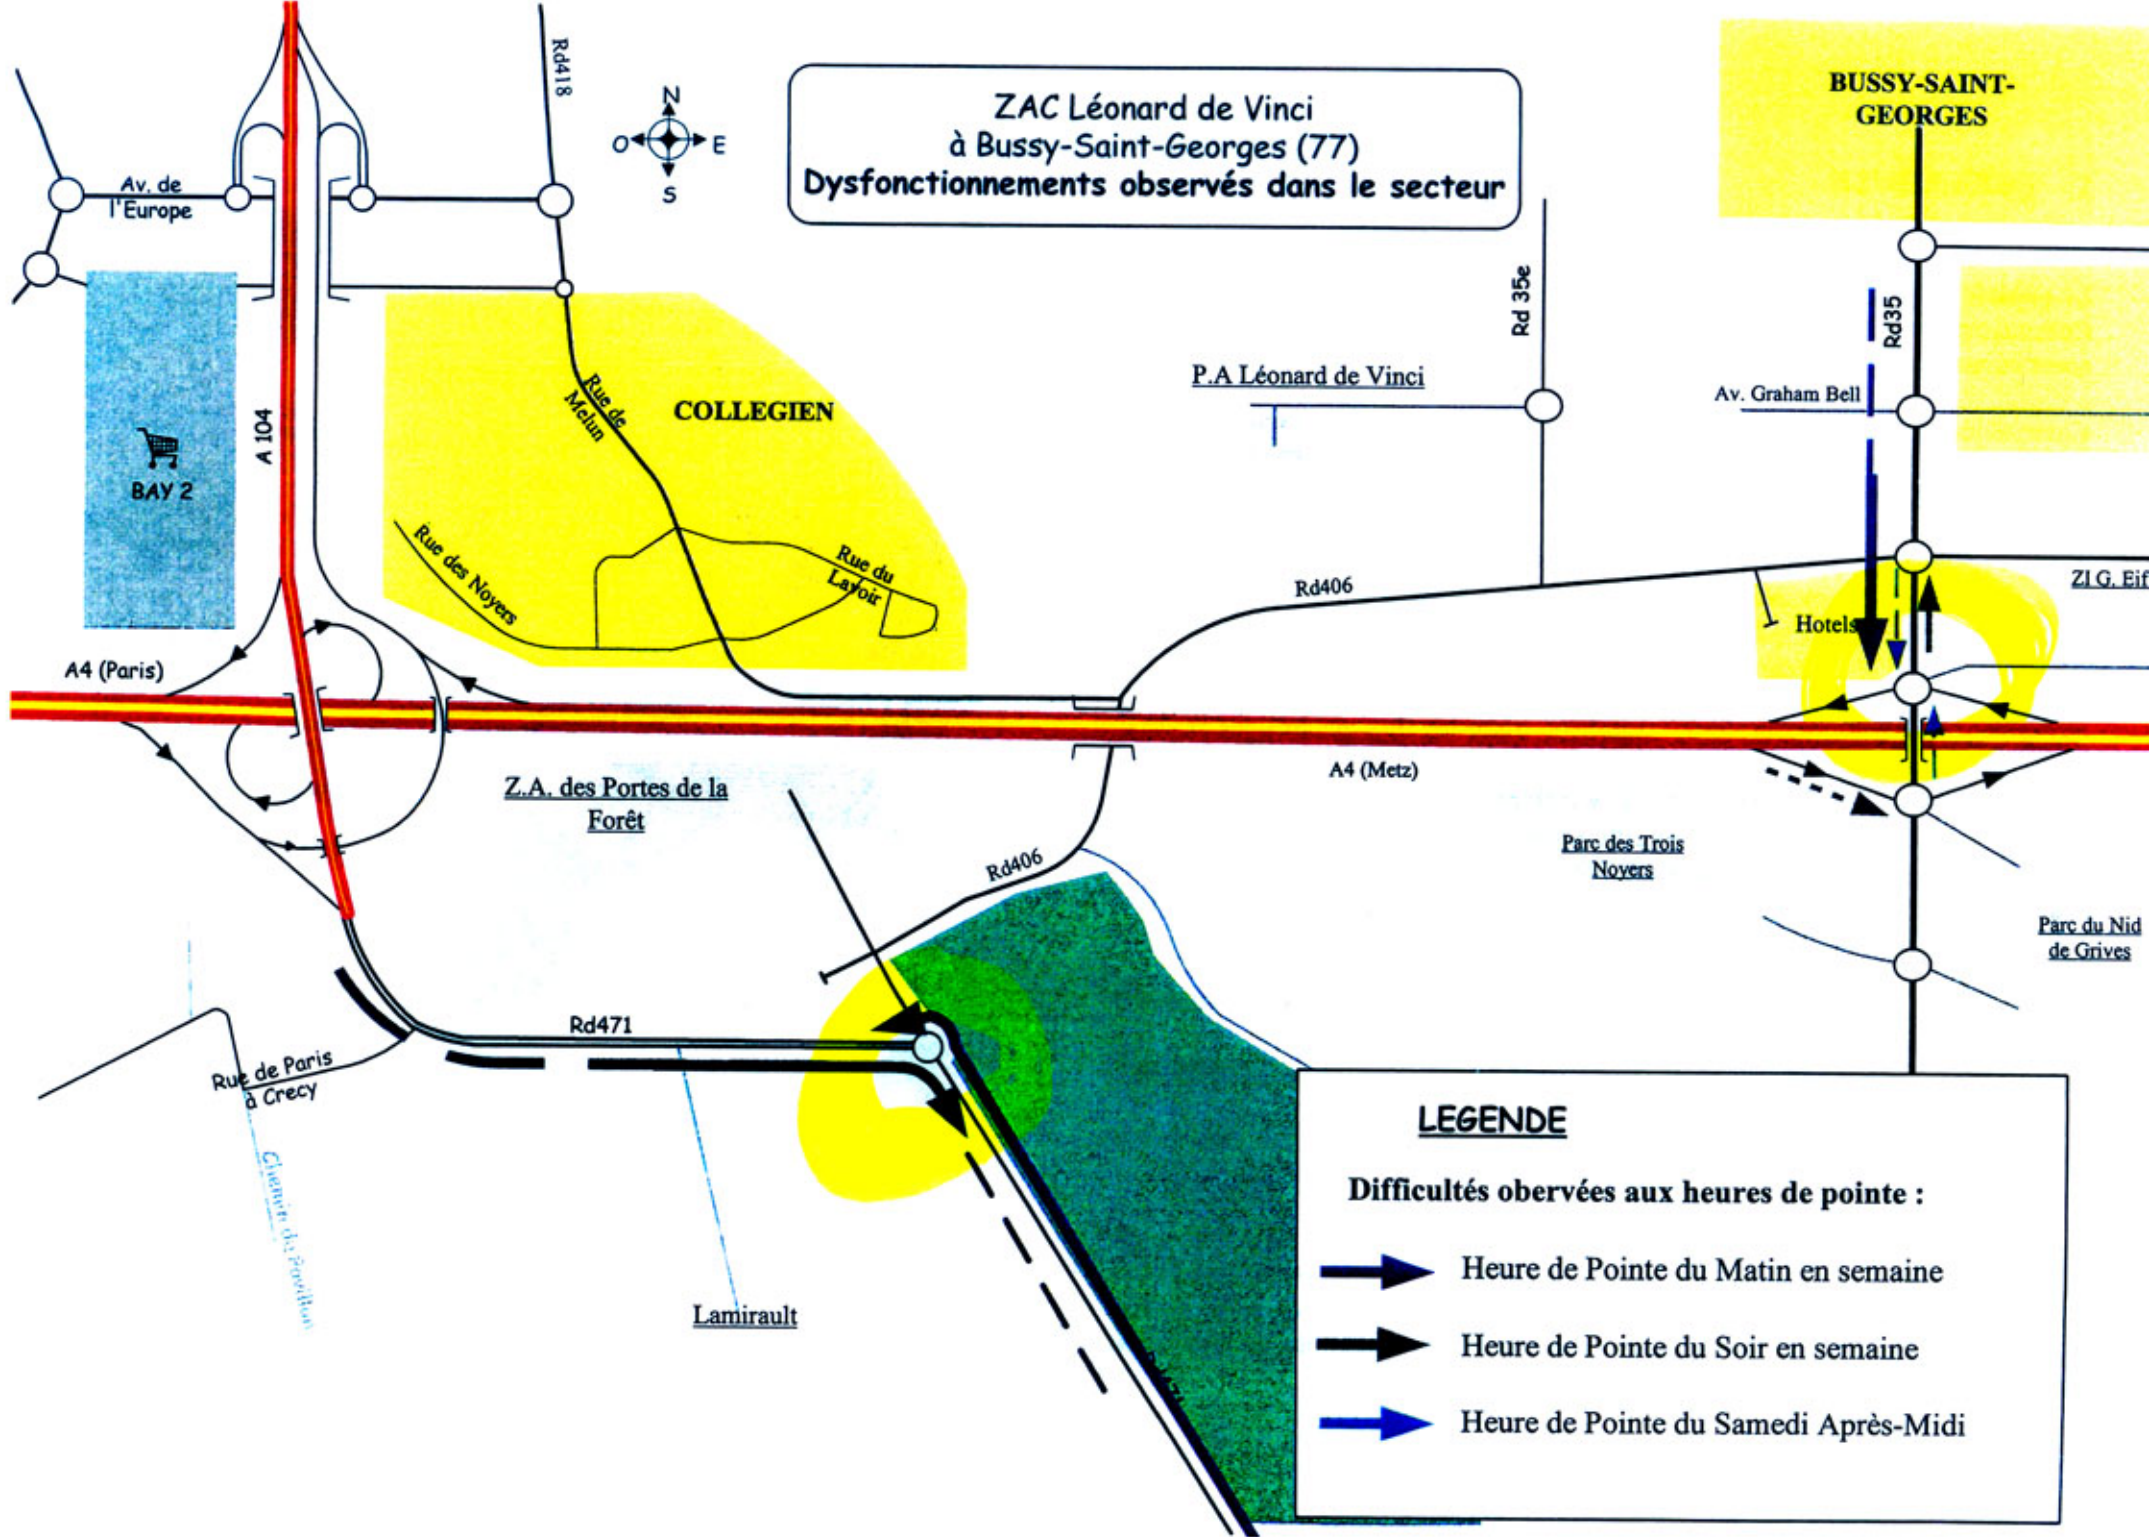 ZAC Léonard de Vinci
à Bussy-Saint-Georges (77)
Dysfonctionnements observés dans le secteur
Rd418
N
O
E
S
BUSSY-SAINT-
GEORGES
Av. de
l'Europe
A 104
BAY 2
COLLEGIEN
Rue de
Melun
Rue des Noyers
Rue du
Lavoir
Rd 35e
P.A Léonard de Vinci
Rd35
Av. Graham Bell
Rd406
ZI G. Eif
Hotels
A4 (Paris)
A4 (Metz)
Z.A. des Portes de la
Forêt
Rd406
Parc des Trois
Noyers
Parc du Nid
de Grives
Rd471
Rue de Paris
à Crecy
Chemin du Pavillon
Lamirault
LEGENDE
Difficultés obervées aux heures de pointe :
Heure de Pointe du Matin en semaine
Heure de Pointe du Soir en semaine
Heure de Pointe du Samedi Après-Midi